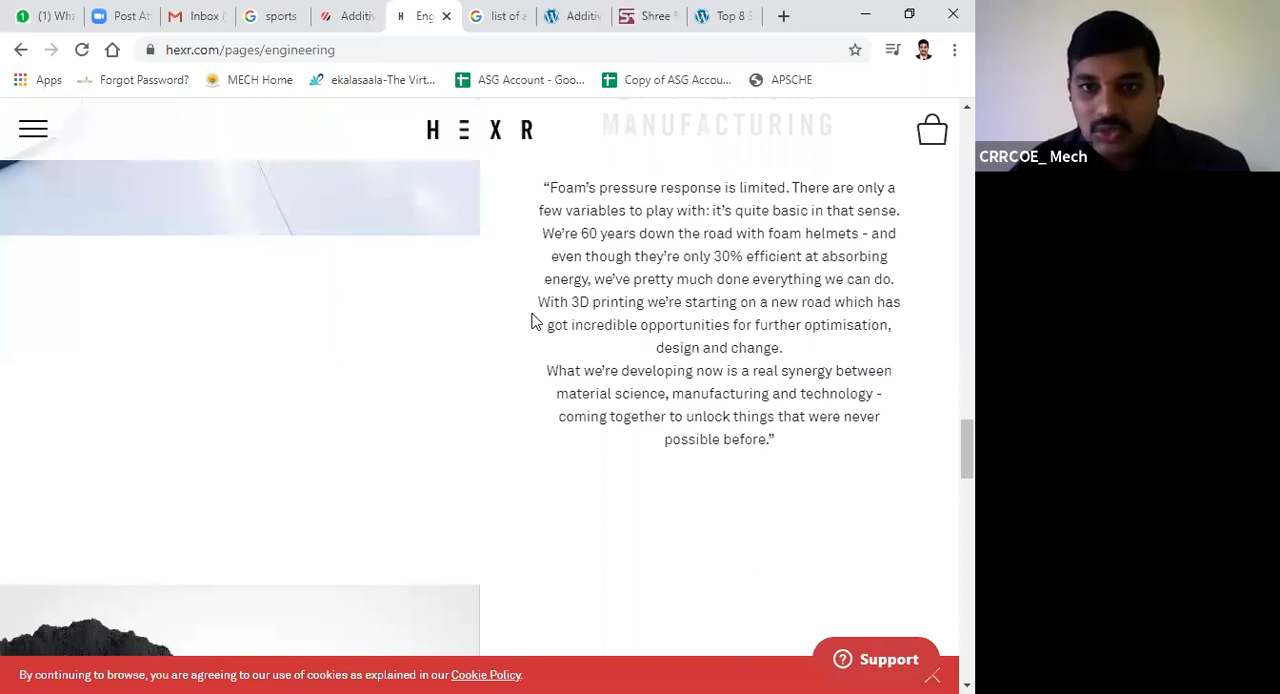 (1) Wha
Post Att
Inbox (
sports
Additiv
Eng
list of a
Additiv
Shree
Top 8
hexr.com/pages/engineering
Apps
Forgot Password?
MECH Home
ekalasaala-The Virt...
ASG Account - Goo...
Copy of ASG Accou...
APSCHE
HEXR
MANUFACTURING
“Foam’s pressure response is limited. There are only a
few variables to play with: it’s quite basic in that sense.
We’re 60 years down the road with foam helmets - and
even though they’re only 30% efficient at absorbing
energy, we’ve pretty much done everything we can do.
With 3D printing we’re starting on a new road which has
got incredible opportunities for further optimisation,
design and change.
What we’re developing now is a real synergy between
material science, manufacturing and technology -
coming together to unlock things that were never
possible before.”
Support
By continuing to browse, you are agreeing to our use of cookies as explained in our Cookie Policy.
CRRCOE_ Mech